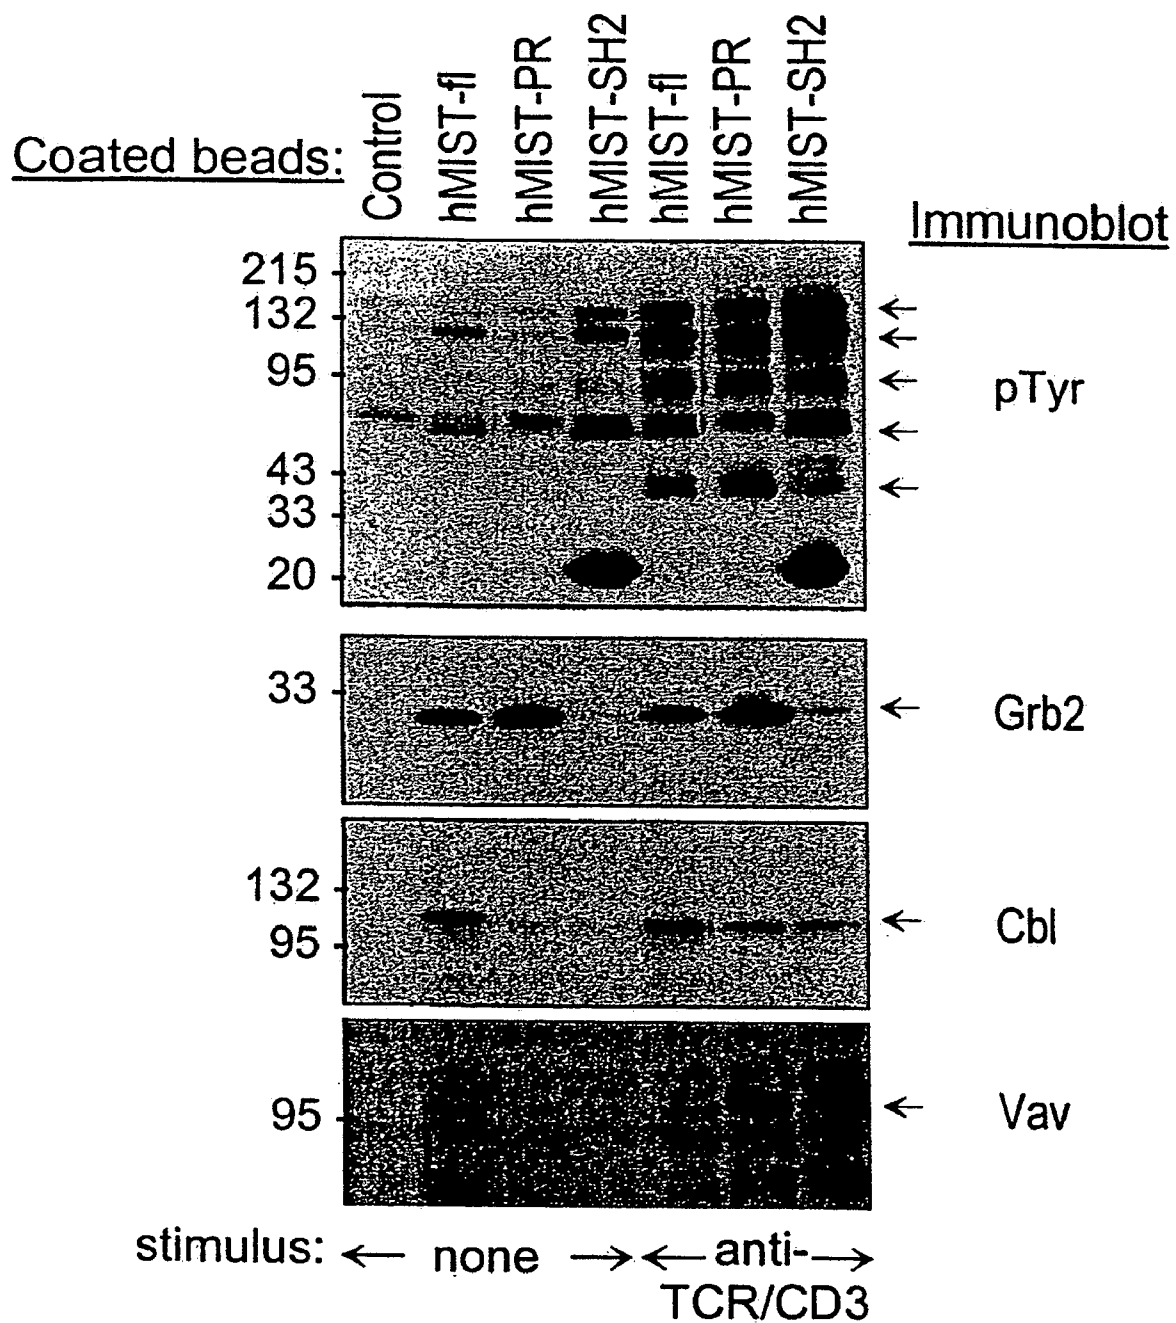 Coated beads:
Control
hMIST-fl
hMIST-PR
hMIST-SH2
hMIST-fl
hMIST-PR
hMIST-SH2
Immunoblot
215
132
95
43
33
20
pTyr
33
Grb2
132
95
Cbl
95
Vav
stimulus: ← none → ← anti- →
TCR/CD3